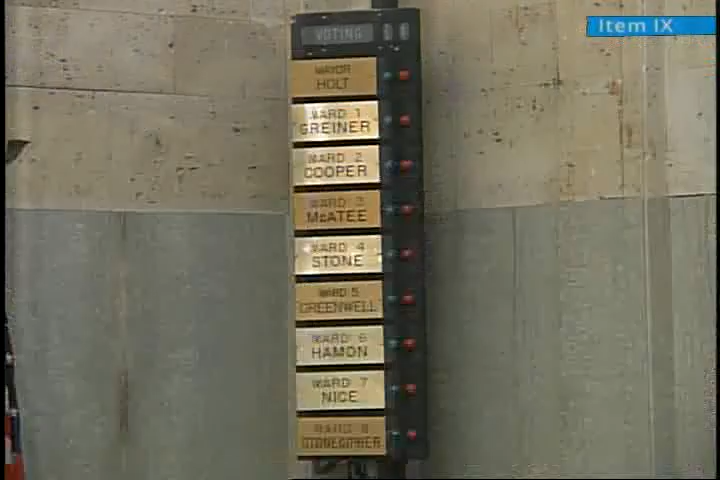 Item IX
VOTING
MAYOR
HOLT
WARD 1
GREINER
WARD 2
COOPER
WARD 3
McATEE
WARD 4
STONE
WARD 5
GREENWELL
WARD 6
HAMON
WARD 7
NICE
WARD 8
STONECIPHER